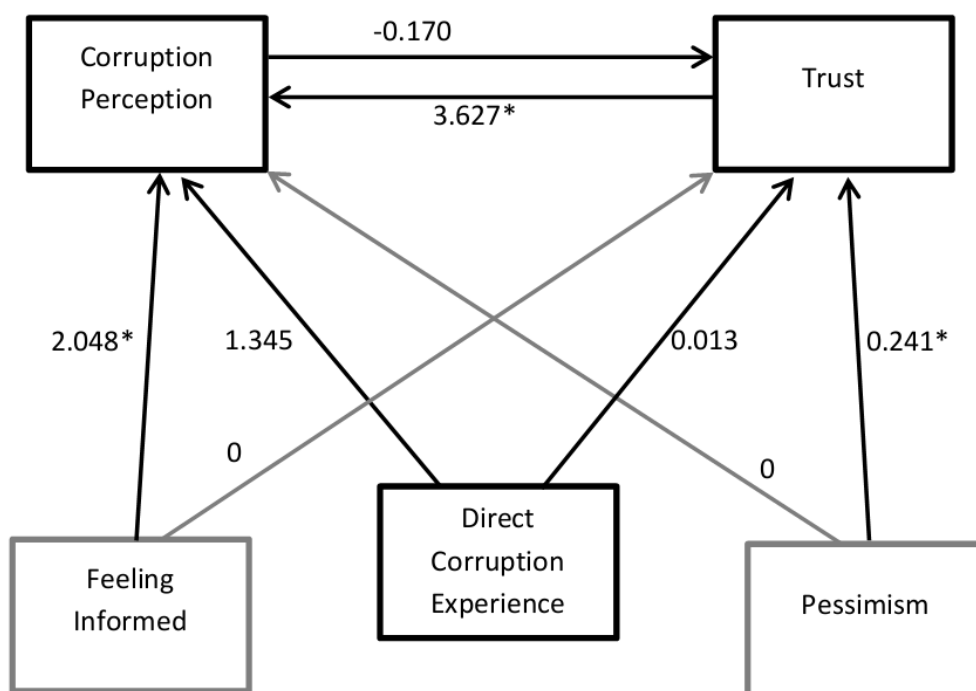 -0.170
Corruption
Perception
Trust
3.627*
2.048*
1.345
0.013
0.241*
0
0
Direct
Corruption
Experience
Feeling
Informed
Pessimism